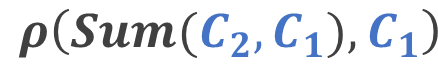 ρ(Sum(C₂, C₁), C₁)